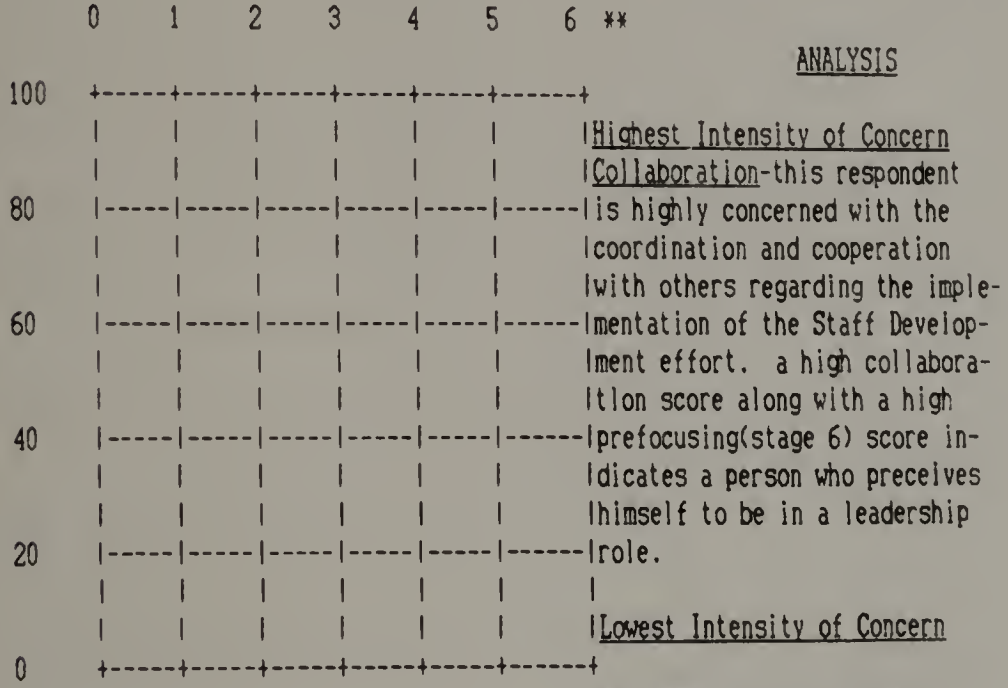 0 1 2 3 4 5 6 **
ANALYSIS
100 +-----+-----+-----+-----+-----+------+
| | | | | | |Highest Intensity of Concern
| | | | | | |Collaboration-this respondent
80 |-----|-----|-----|-----|-----|------|is highly concerned with the
| | | | | | |coordination and cooperation
| | | | | | |with others regarding the imple-
60 |-----|-----|-----|-----|-----|------|mentation of the Staff Develop-
| | | | | | |ment effort. a high collabora-
| | | | | | |tion score along with a high
40 |-----|-----|-----|-----|-----|------|prefocusing(stage 6) score in-
| | | | | | |dicates a person who preceives
| | | | | | |himself to be in a leadership
20 |-----|-----|-----|-----|-----|------|role.
| | | | | | |
| | | | | | |Lowest Intensity of Concern
0 +-----+-----+-----+-----+-----+------+